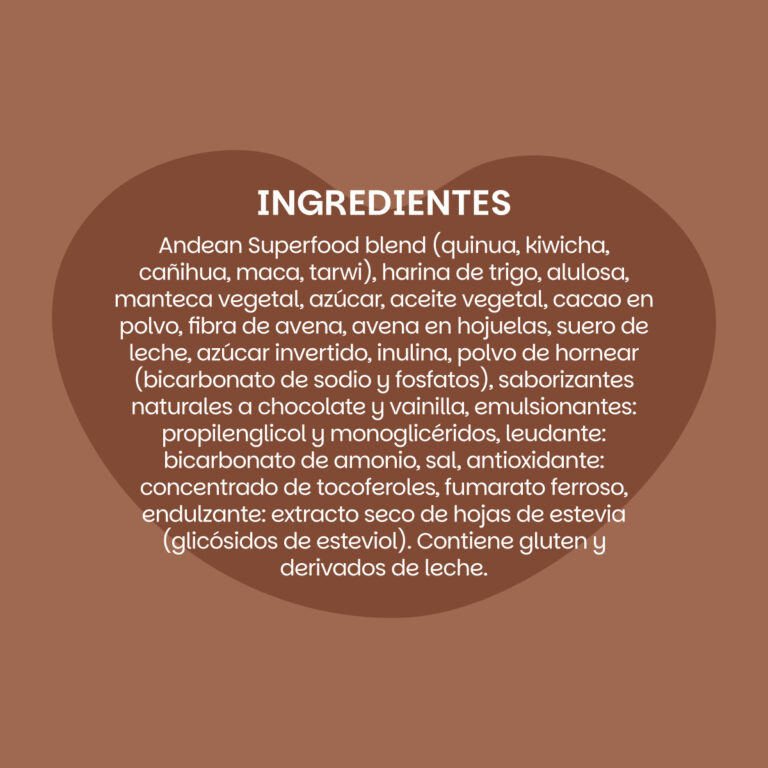 INGREDIENTES
Andean Superfood blend (quinua, kiwicha,
cañihua, maca, tarwi), harina de trigo, alulosa,
manteca vegetal, azúcar, aceite vegetal, cacao en
polvo, fibra de avena, avena en hojuelas, suero de
leche, azúcar invertido, inulina, polvo de hornear
(bicarbonato de sodio y fosfatos), saborizantes
naturales a chocolate y vainilla, emulsionantes:
propilenglicol y monoglicéridos, leudante:
bicarbonato de amonio, sal, antioxidante:
concentrado de tocoferoles, fumarato ferroso,
endulzante: extracto seco de hojas de estevia
(glicósidos de esteviol). Contiene gluten y
derivados de leche.